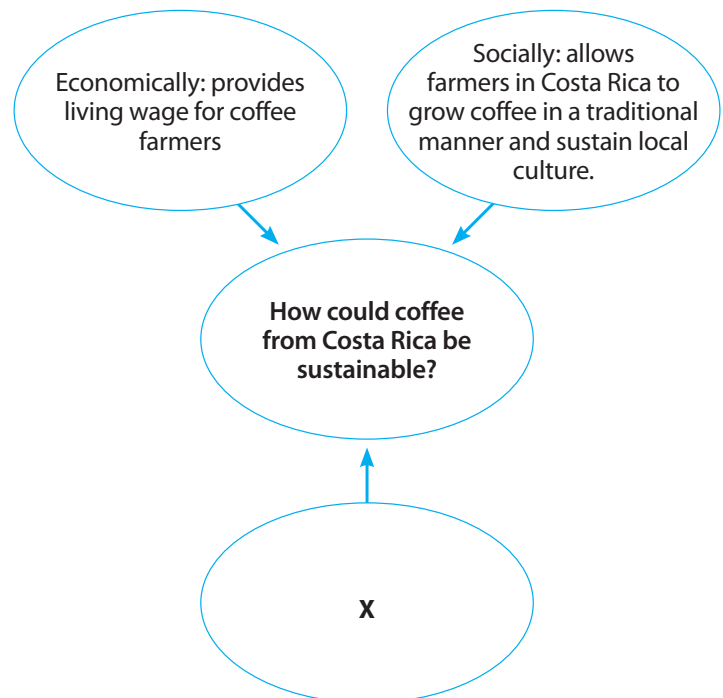 Economically: provides
living wage for coffee
farmers
Socially: allows
farmers in Costa Rica to
grow coffee in a traditional
manner and sustain local
culture.
How could coffee
from Costa Rica be
sustainable?
X